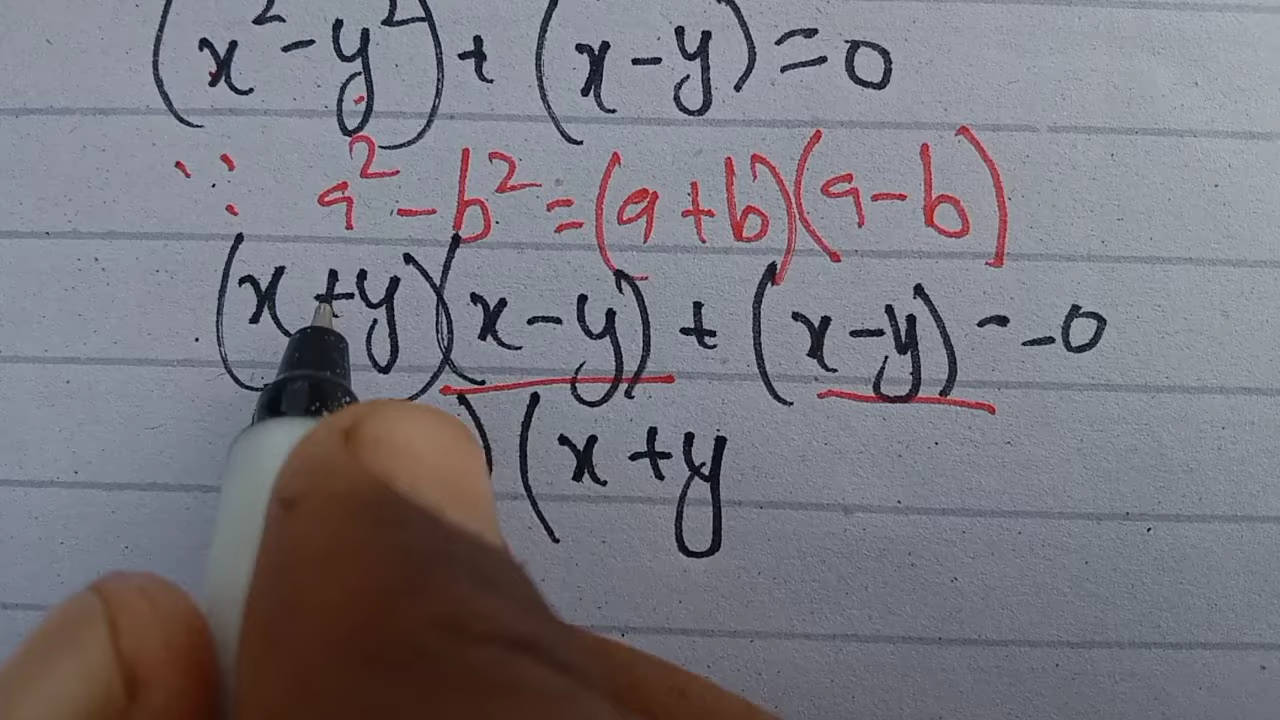 (x² - y²) + (x - y) = 0
∵ a² - b² = (a + b)(a - b)
(x + y)(x - y) + (x - y) = 0
) (x + y